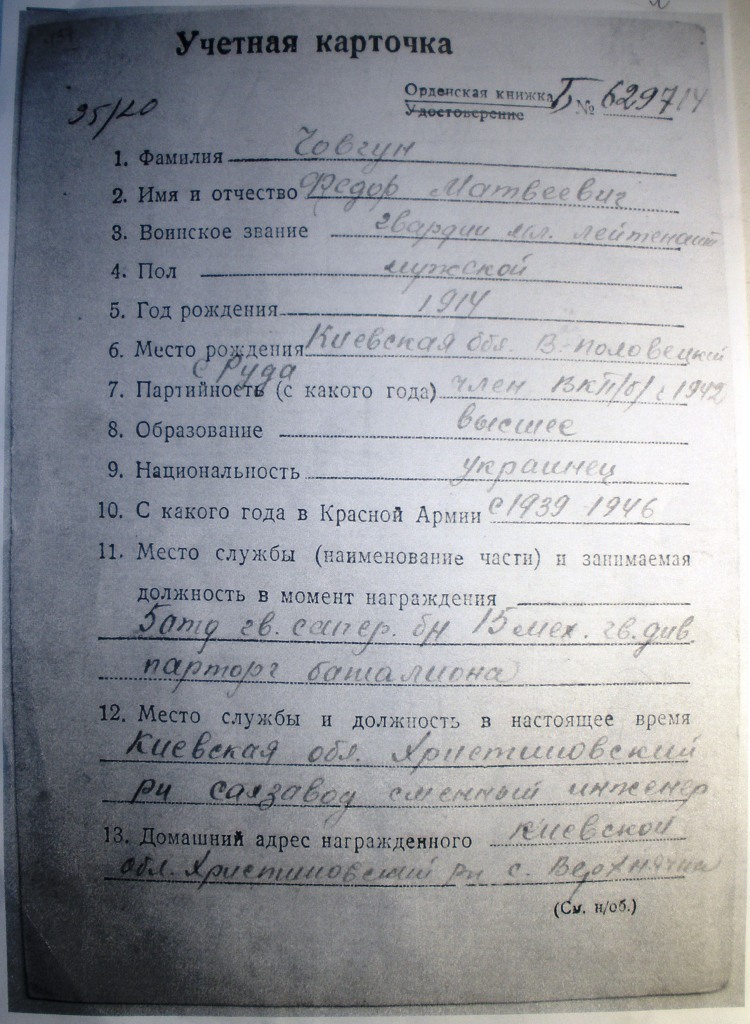 Учетная карточка
25/20
Орденская книжка Г № 629714
Удостоверение
1. Фамилия Човгун
2. Имя и отчество Федор Матвеевич
3. Воинское звание гвардии мл. лейтенант
4. Пол мужской
5. Год рождения 1914
6. Место рождения Киевская обл. В-Половецкий
с Руда
7. Партийность (с какого года) член ВКП/б/ с 1942
8. Образование высшее
9. Национальность украинец
10. С какого года в Красной Армии с 1939 1946
11. Место службы (наименование части) и занимаемая
должность в момент награждения
5 отд гв. сапер. бн 15 мех. гв. див.
парторг баталиона
12. Место службы и должность в настоящее время
Киевская обл. Христиновский
рн сахзавод сменный инженер
13. Домашний адрес награжденного Киевской
обл. Христиновский рн с. Верхнячка
(См. н/об.)